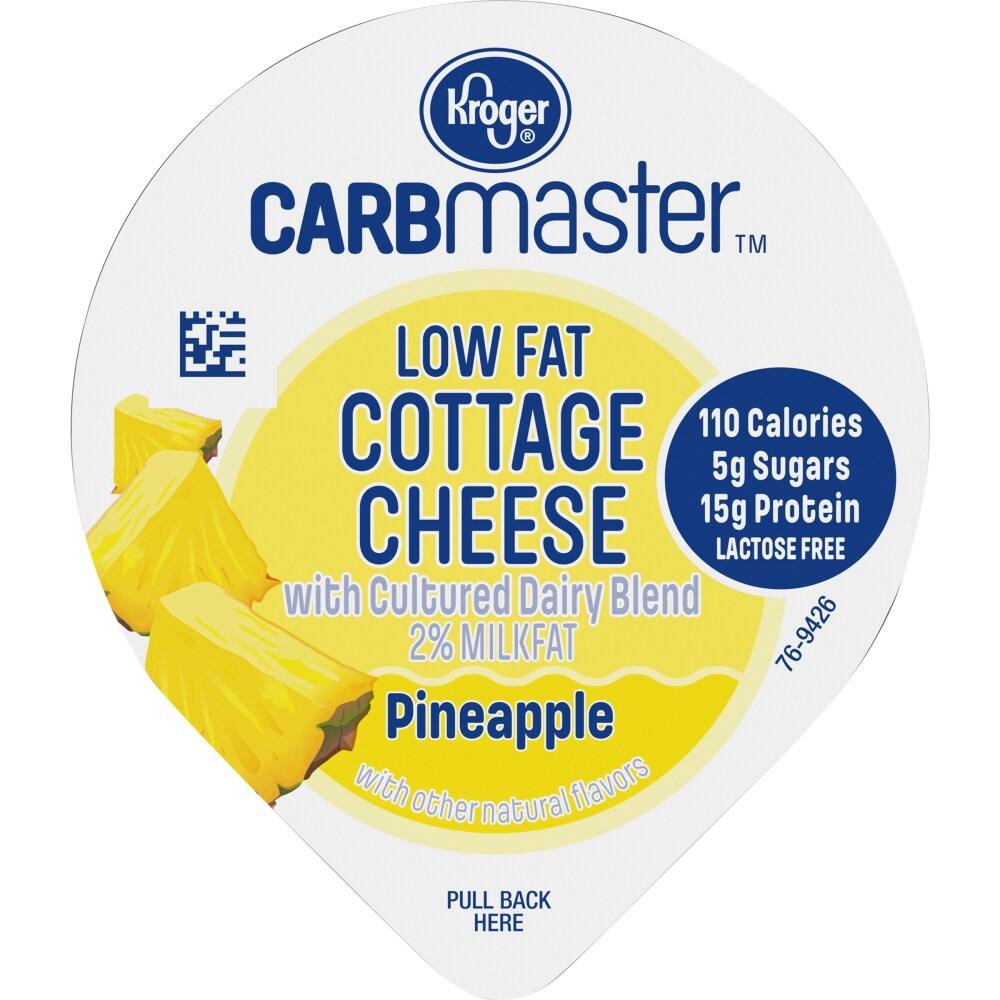 Kroger®
CARBmaster™
LOW FAT
COTTAGE
CHEESE
with Cultured Dairy Blend
2% MILKFAT
Pineapple
with other natural flavors
110 Calories
5g Sugars
15g Protein
LACTOSE FREE
76-9426
PULL BACK
HERE